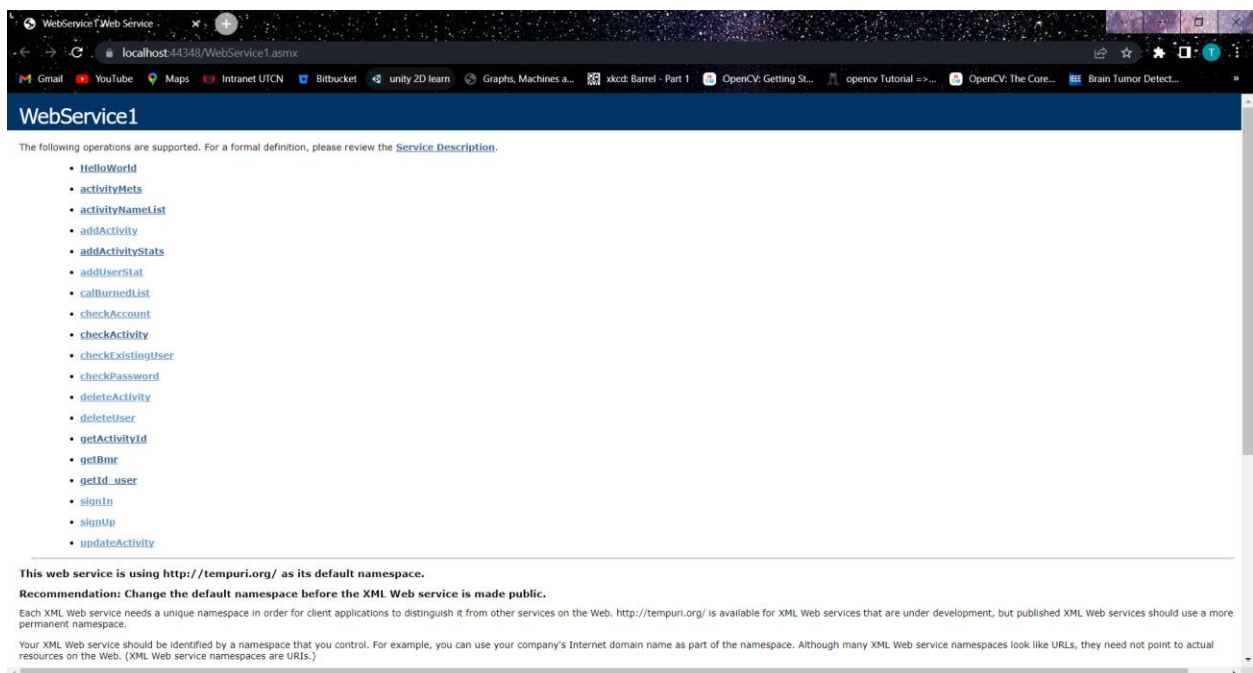 WebService1 Web Service
localhost:44348/WebService1.asmx
T
Gmail YouTube Maps Intranet UTCN Bitbucket unity 2D learn Graphs, Machines a... xkcd: Barrel - Part 1 OpenCV: Getting St... opencv Tutorial =>... OpenCV: The Core... Brain Tumor Detect... »
WebService1
The following operations are supported. For a formal definition, please review the Service Description.
• HelloWorld
• activityMets
• activityNameList
• addActivity
• addActivityStats
• addUserStat
• calBurnedList
• checkAccount
• checkActivity
• checkExistingUser
• checkPassword
• deleteActivity
• deleteUser
• getActivityId
• getBmr
• getId_user
• signIn
• signUp
• updateActivity
This web service is using http://tempuri.org/ as its default namespace.
Recommendation: Change the default namespace before the XML Web service is made public.
Each XML Web service needs a unique namespace in order for client applications to distinguish it from other services on the Web. http://tempuri.org/ is available for XML Web services that are under development, but published XML Web services should use a more
permanent namespace.
Your XML Web service should be identified by a namespace that you control. For example, you can use your company's Internet domain name as part of the namespace. Although many XML Web service namespaces look like URLs, they need not point to actual
resources on the Web. (XML Web service namespaces are URIs.)